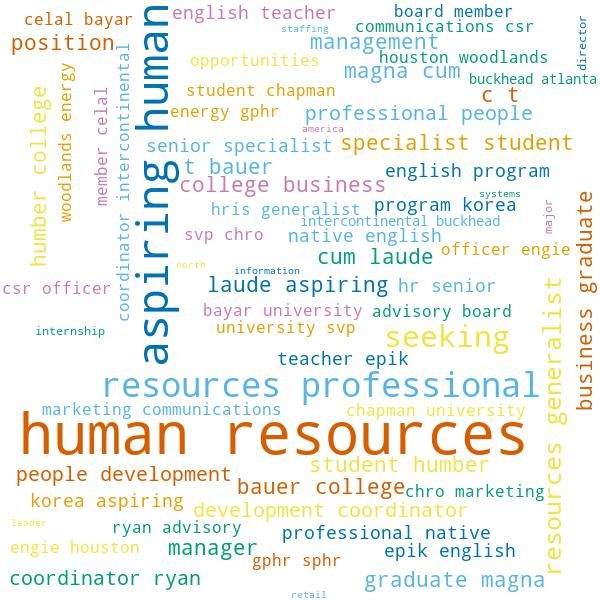 celal bayar
english teacher
board member
staffing
communications csr
director
position
management
opportunities
houston woodlands
magna cum
buckhead atlanta
student chapman
c t
energy gphr
professional people
america
humber college
woodlands energy
member celal
coordinator intercontinental
aspiring human
senior specialist
specialist student
t bauer
english program
college business
systems
hris generalist
program korea
intercontinental buckhead
major
business graduate
svp chro
native english
officer engie
cum laude
north
information
csr officer
laude aspiring
hr senior
bayar university
advisory board
internship
university svp
seeking
resources generalist
teacher epik
resources professional
marketing communications
chapman university
human resources
student humber
people development
bauer college
chro marketing
korea aspiring
development coordinator
leader
ryan advisory
professional native
engie houston
manager
epik english
gphr sphr
coordinator ryan
graduate magna
retail